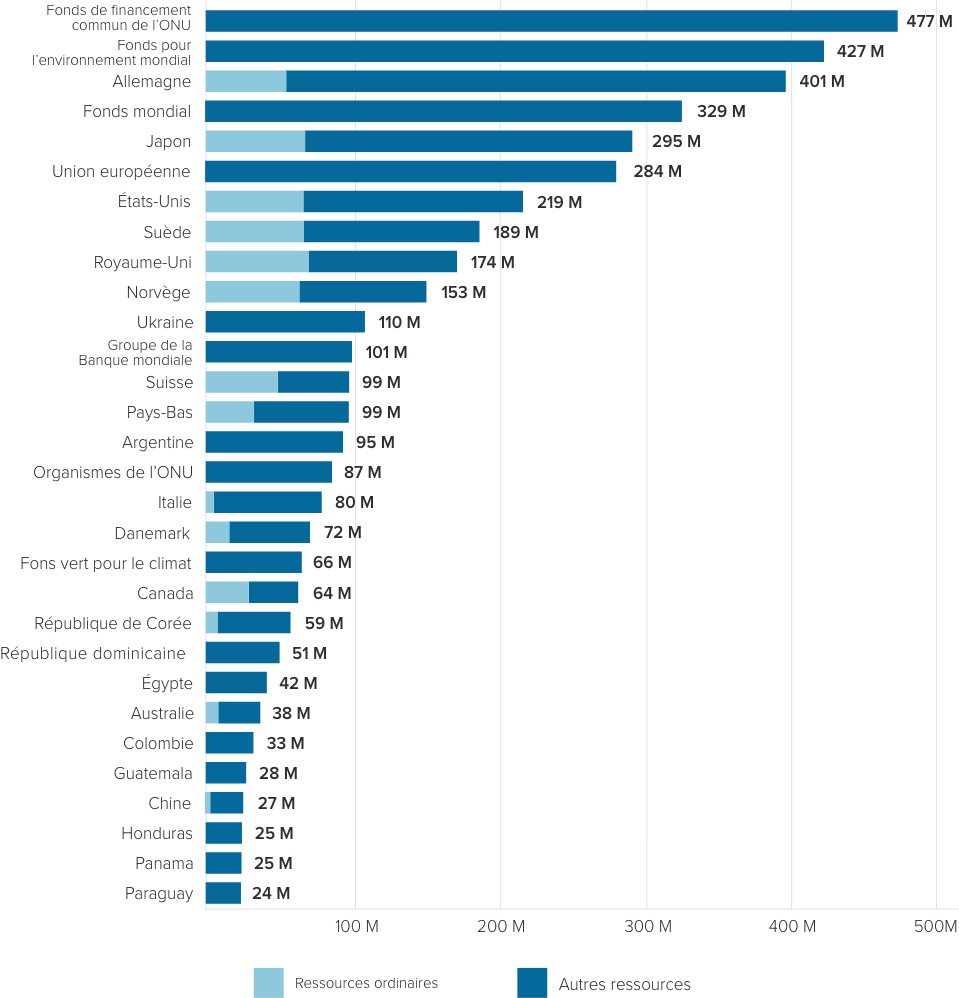 Fonds de financement
commun de l'ONU
477 M
Fonds pour
l'environnement mondial
427 M
Allemagne
401 M
Fonds mondial
329 M
Japon
295 M
Union européenne
284 M
États-Unis
219 M
Suède
189 M
Royaume-Uni
174 M
Norvège
153 M
Ukraine
110 M
Groupe de la
Banque mondiale
101 M
Suisse
99 M
Pays-Bas
99 M
Argentine
95 M
Organismes de l'ONU
87 M
Italie
80 M
Danemark
72 M
Fons vert pour le climat
66 M
Canada
64 M
République de Corée
59 M
République dominicaine
51 M
Égypte
42 M
Australie
38 M
Colombie
33 M
Guatemala
28 M
Chine
27 M
Honduras
25 M
Panama
25 M
Paraguay
24 M
100 M 200 M 300 M 400 M 500M
Ressources ordinaires
Autres ressources